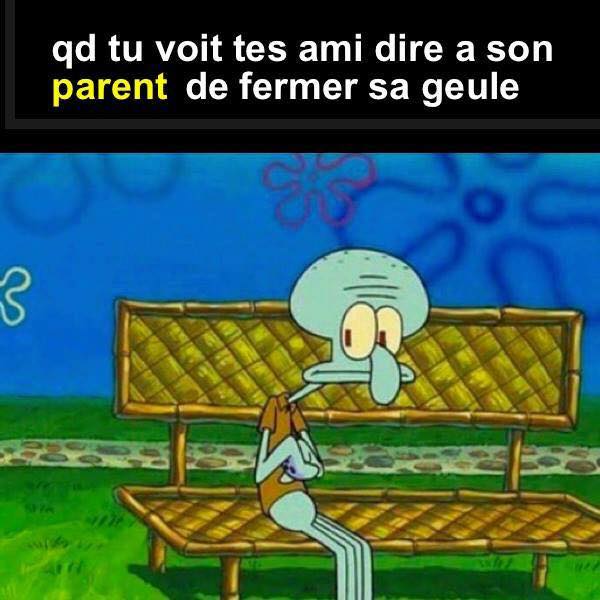 qd tu voit tes ami dire a son
parent de fermer sa geule